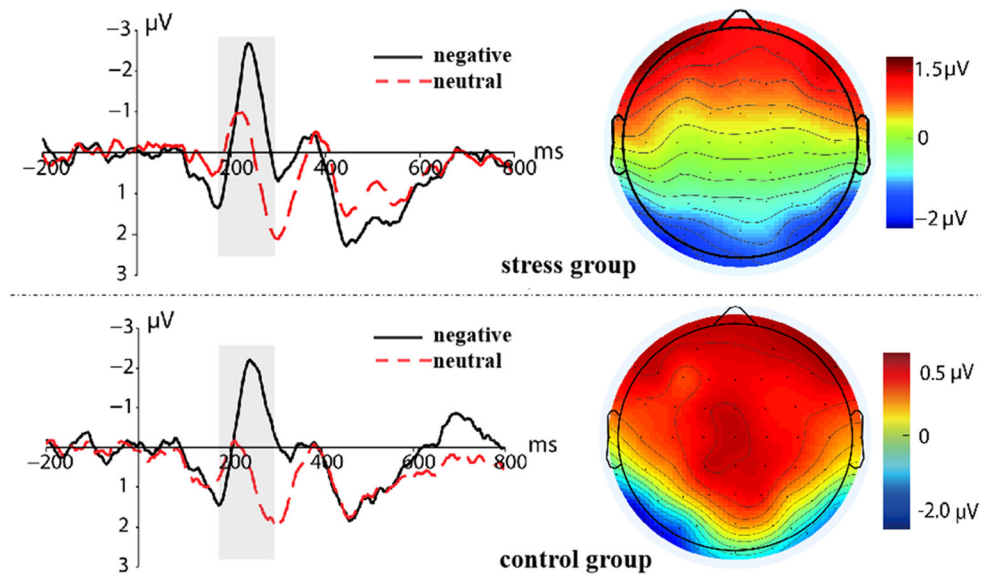 −3 µV
−2
−1
1
2
3
−200
200
400
600
800
ms
negative
neutral
stress group
1.5µV
0
−2 µV
−3 µV
−2
−1
1
2
3
−200
200
400
600
800
ms
negative
neutral
control group
0.5 µV
0
-2.0 µV